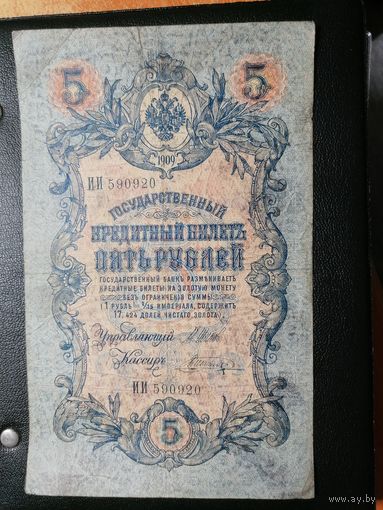 5 5
1909
ИИ 590920
ГОСУДАРСТВЕННЫЙ
КРЕДИТНЫЙ БИЛЕТЪ
ПЯТЬ РУБЛЕЙ
ГОСУДАРСТВЕННЫЙ БАНКЪ РАЗМѢНИВАЕТЪ
КРЕДИТНЫЕ БИЛЕТЫ НА ЗОЛОТУЮ МОНЕТУ
БЕЗЪ ОГРАНИЧЕНІЯ СУММЫ
(1 РУБЛЬ = 1/15 ИМПЕРІАЛА, СОДЕРЖИТЪ
17,424 ДОЛЕЙ ЧИСТАГО ЗОЛОТА).
Управляющій
Кассиръ
ИИ 590920
5
www.ay.by